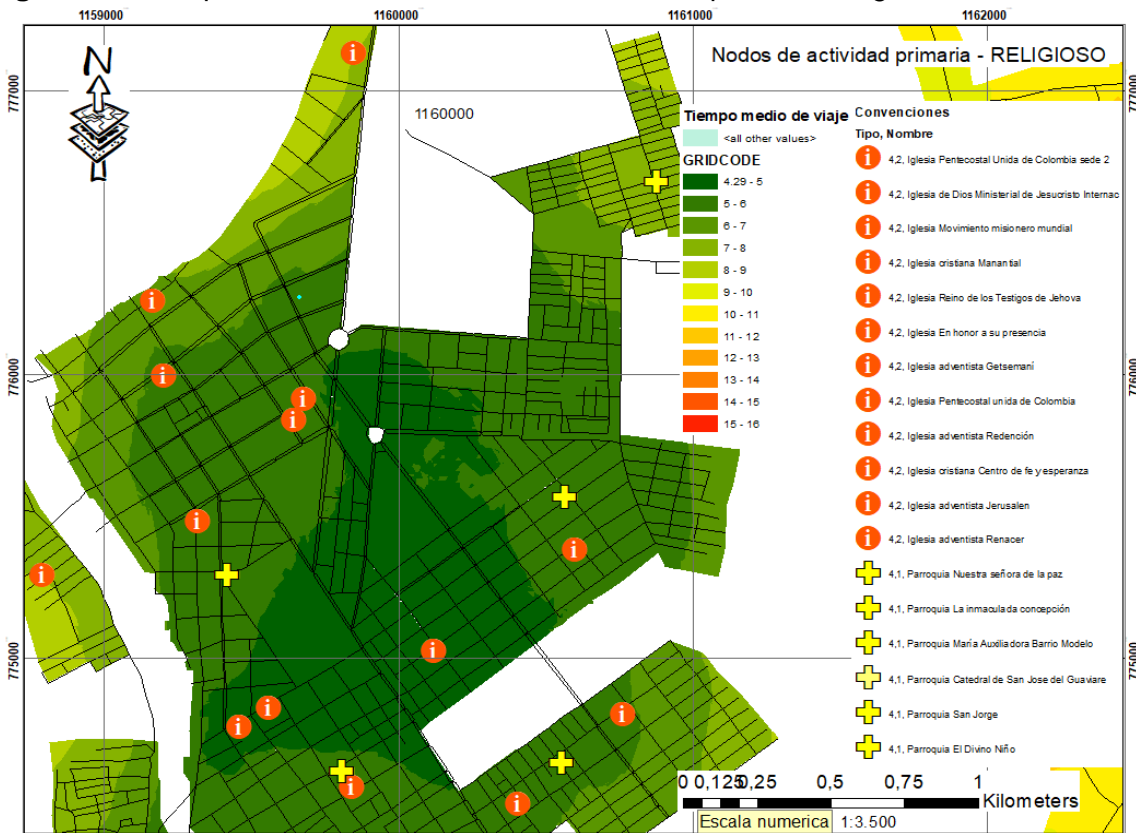 1159000
1160000
1161000
1162000
Nodos de actividad primaria - RELIGIOSO
N
777000
777000
1160000
Tiempo medio de viaje
<all other values>
GRIDCODE
4.29 - 5
5 - 6
6 - 7
7 - 8
8 - 9
9 - 10
10 - 11
11 - 12
12 - 13
13 - 14
14 - 15
15 - 16
Convenciones
Tipo, Nombre
4,2, Iglesia Pentecostal Unida de Colombia sede 2
4,2, Iglesia de Dios Ministerial de Jesucristo Internac
4,2, Iglesia Movimiento misionero mundial
4,2, Iglesia cristiana Manantial
4,2, Iglesia Reino de los Testigos de Jehova
4,2, Iglesia En honor a su presencia
4,2, Iglesia adventista Getsemaní
4,2, Iglesia Pentecostal unida de Colombia
4,2, Iglesia adventista Redención
4,2, Iglesia cristiana Centro de fe y esperanza
4,2, Iglesia adventista Jerusalen
4,2, Iglesia adventista Renacer
4,1, Parroquia Nuestra señora de la paz
4,1, Parroquia La inmaculada concepción
4,1, Parroquia María Auxiliadora Barrio Modelo
4,1, Parroquia Catedral de San Jose del Guaviare
4,1, Parroquia San Jorge
4,1, Parroquia El Divino Niño
776000
776000
775000
775000
0 0,125 0,25 0,5 0,75 1
Kilometers
Escala numerica 1:3.500